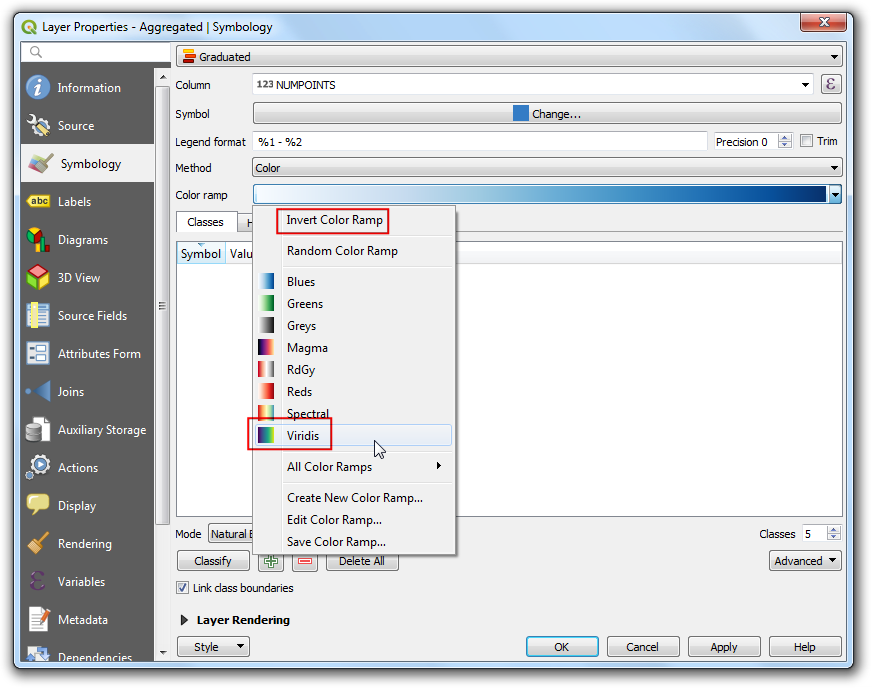 Layer Properties - Aggregated | Symbology
Information
Source
Symbology
abc Labels
Diagrams
3D View
Source Fields
Attributes Form
Joins
Auxiliary Storage
Actions
Display
Rendering
Variables
Metadata
Dependencies
Graduated
Column 123 NUMPOINTS ε
Symbol Change...
Legend format %1 - %2 Precision 0 Trim
Method Color
Color ramp
Classes H
Symbol Valu
Invert Color Ramp
Random Color Ramp
Blues
Greens
Greys
Magma
RdGy
Reds
Spectral
Viridis
All Color Ramps
Create New Color Ramp...
Edit Color Ramp...
Save Color Ramp...
Mode Natural Classes 5
Classify Delete All Advanced
Link class boundaries
Layer Rendering
Style OK Cancel Apply Help